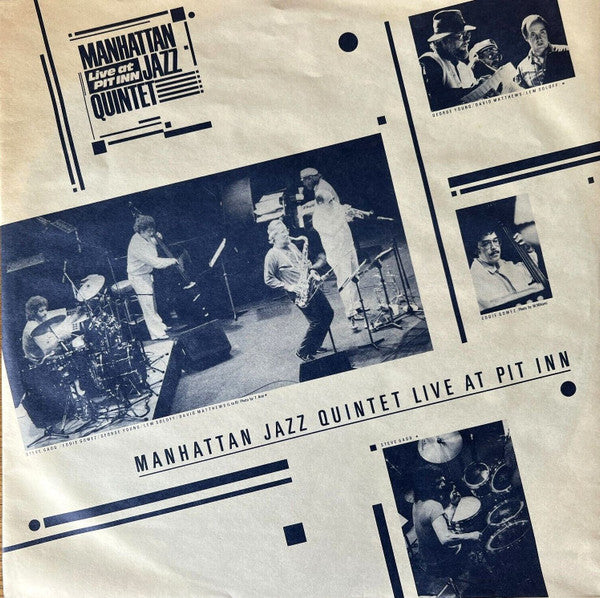 MANHATTAN
Live at
PIT INN
JAZZ
QUINTET
GEORGE YOUNG / DAVID MATTHEWS / LEW SOLOFF
EDDIE GOMEZ
STEVE GADD / EDDIE GOMEZ / GEORGE YOUNG / LEW SOLOFF / DAVID MATTHEWS
MANHATTAN JAZZ QUINTET LIVE AT PIT INN
STEVE GADD